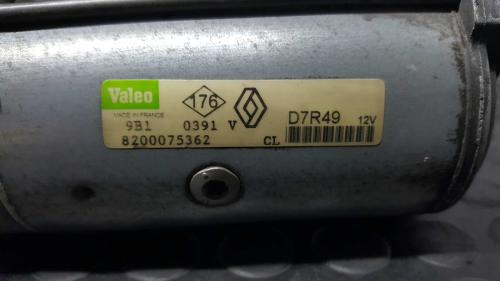 Valeo
176
D7R49 12V
MADE IN FRANCE
9B1 0391 V
8200075362 CL